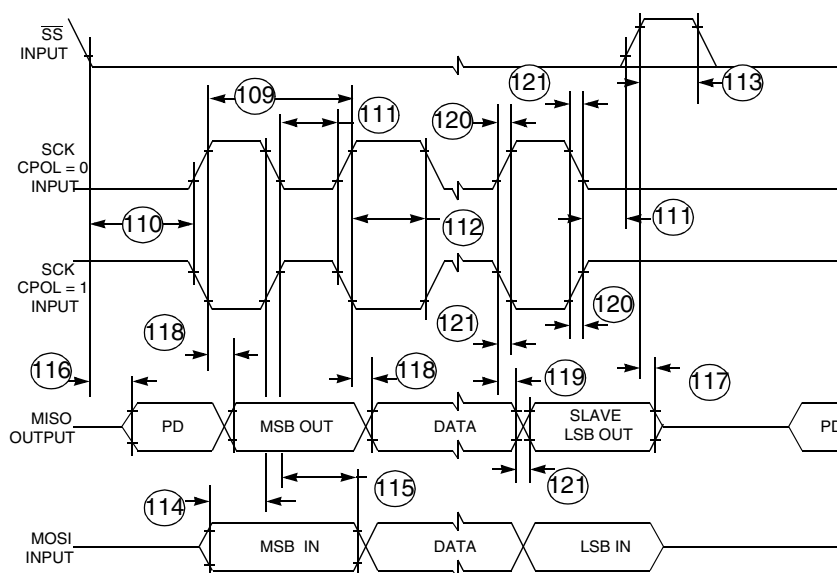 SS
INPUT
121
109
111
120
113
SCK
CPOL = 0
INPUT
110
112
111
SCK
CPOL = 1
INPUT
118
121
120
116
118
119
117
MISO
OUTPUT
PD
MSB OUT
DATA
SLAVE
LSB OUT
PD
121
114
115
MOSI
INPUT
MSB IN
DATA
LSB IN